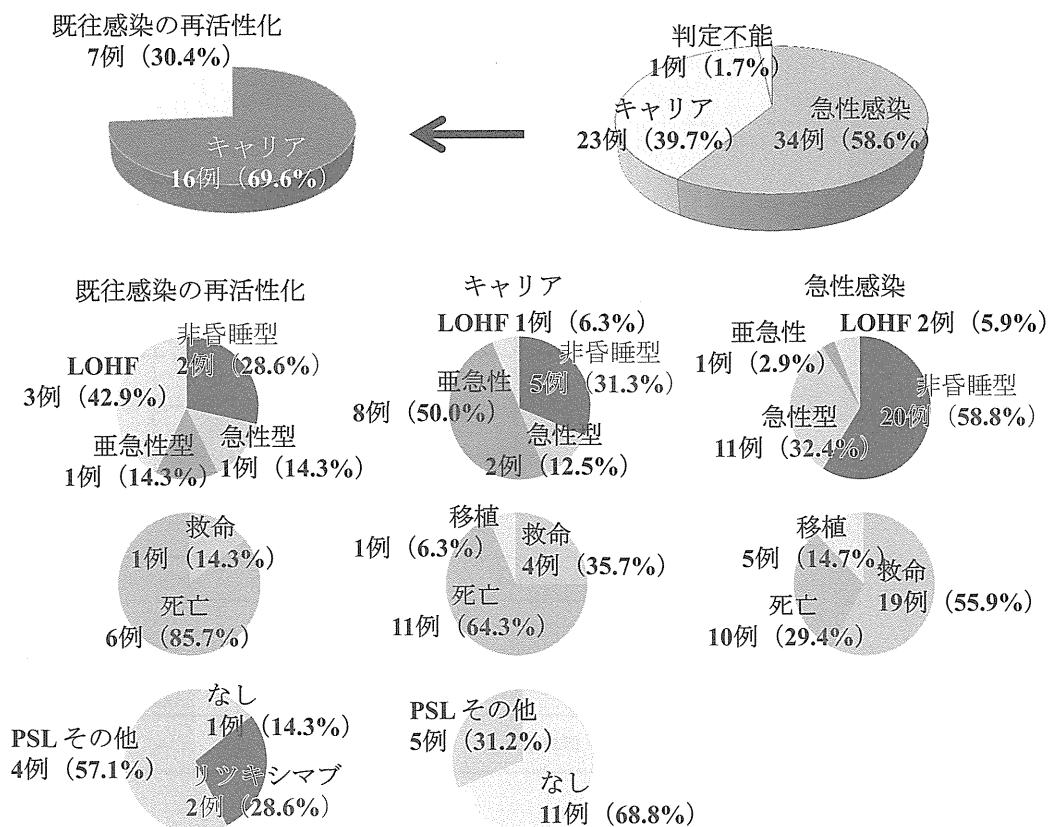 既往感染の再活性化
7例（30.4%）
キャリア
16例（69.6%）
判定不能
1例（1.7%）
キャリア
23例（39.7%）
急性感染
34例（58.6%）
既往感染の再活性化
非昏睡型
2例（28.6%）
LOHF
3例（42.9%）
亜急性型
1例（14.3%）
急性型
1例（14.3%）
キャリア
LOHF 1例（6.3%）
非昏睡型
5例（31.3%）
亜急性
8例（50.0%）
急性型
2例（12.5%）
急性感染
LOHF 2例（5.9%）
亜急性
1例（2.9%）
非昏睡型
20例（58.8%）
急性型
11例（32.4%）
救命
1例（14.3%）
死亡
6例（85.7%）
移植
1例（6.3%）
救命
4例（35.7%）
死亡
11例（64.3%）
移植
5例（14.7%）
救命
19例（55.9%）
死亡
10例（29.4%）
なし
1例（14.3%）
PSL その他
4例（57.1%）
リツキシマブ
2例（28.6%）
PSL その他
5例（31.2%）
なし
11例（68.8%）